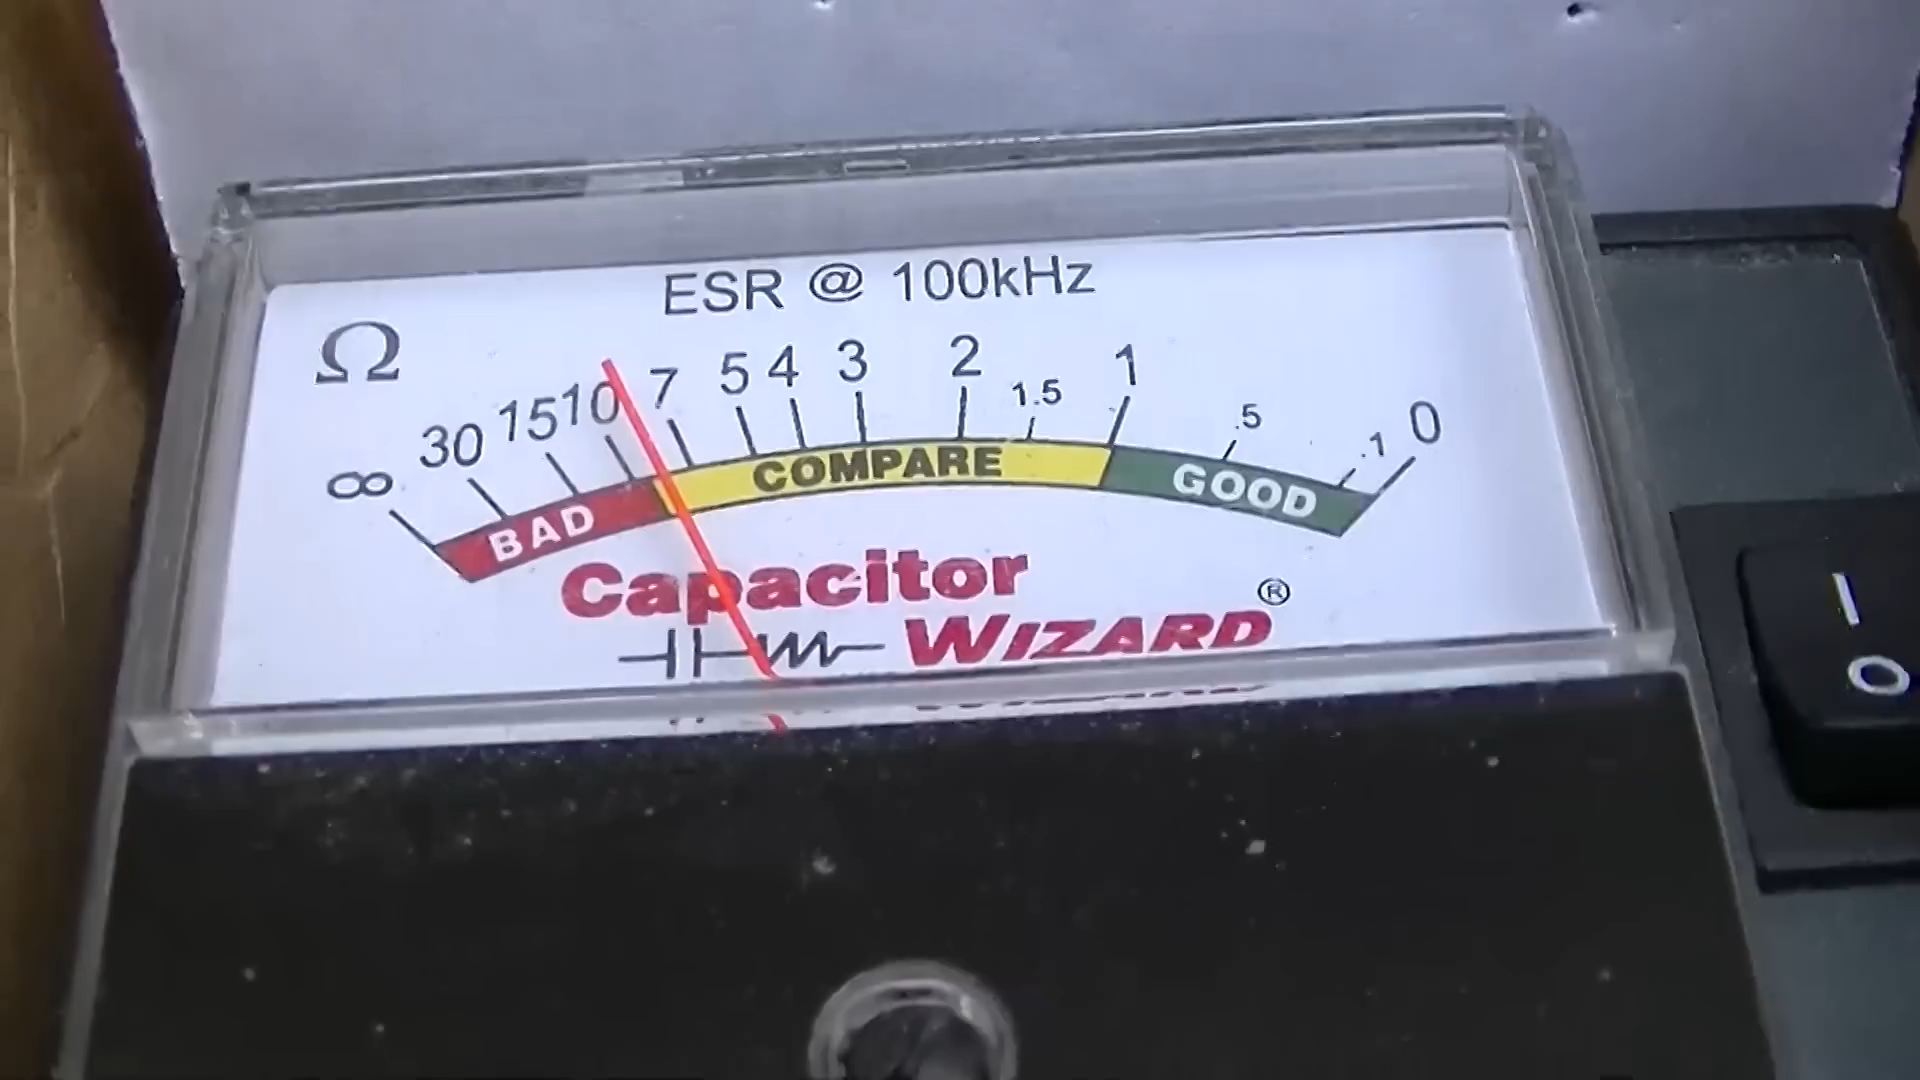 ESR @ 100kHz
Ω
∞ 30 15 10 7 5 4 3 2 1.5 1 .5 .1 0
BAD COMPARE GOOD
Capacitor
WIZARD ®
I
O